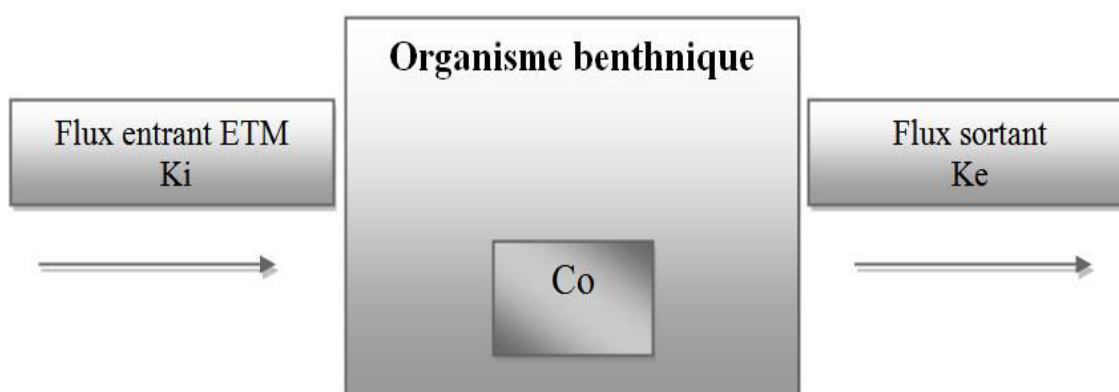 Organisme benthnique
Flux entrant ETM
Ki
Co
Flux sortant
Ke